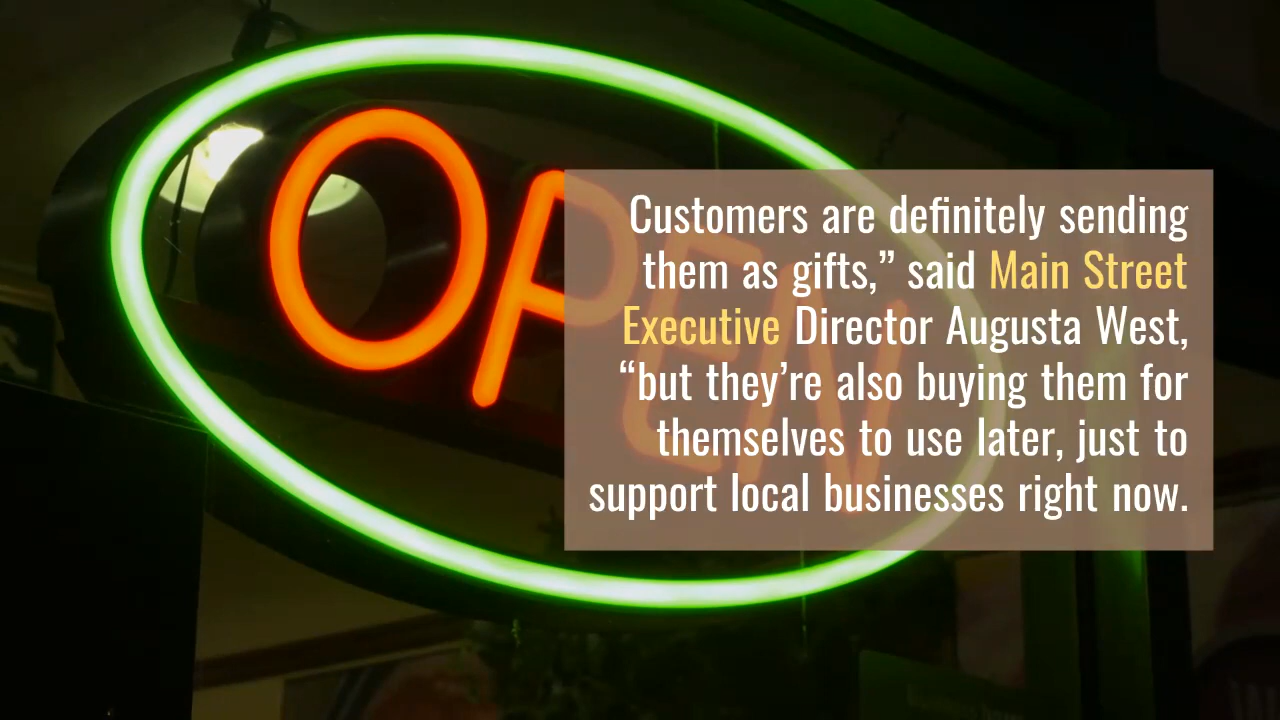 OPEN
Customers are definitely sending
them as gifts,” said Main Street
Executive Director Augusta West,
“but they’re also buying them for
themselves to use later, just to
support local businesses right now.